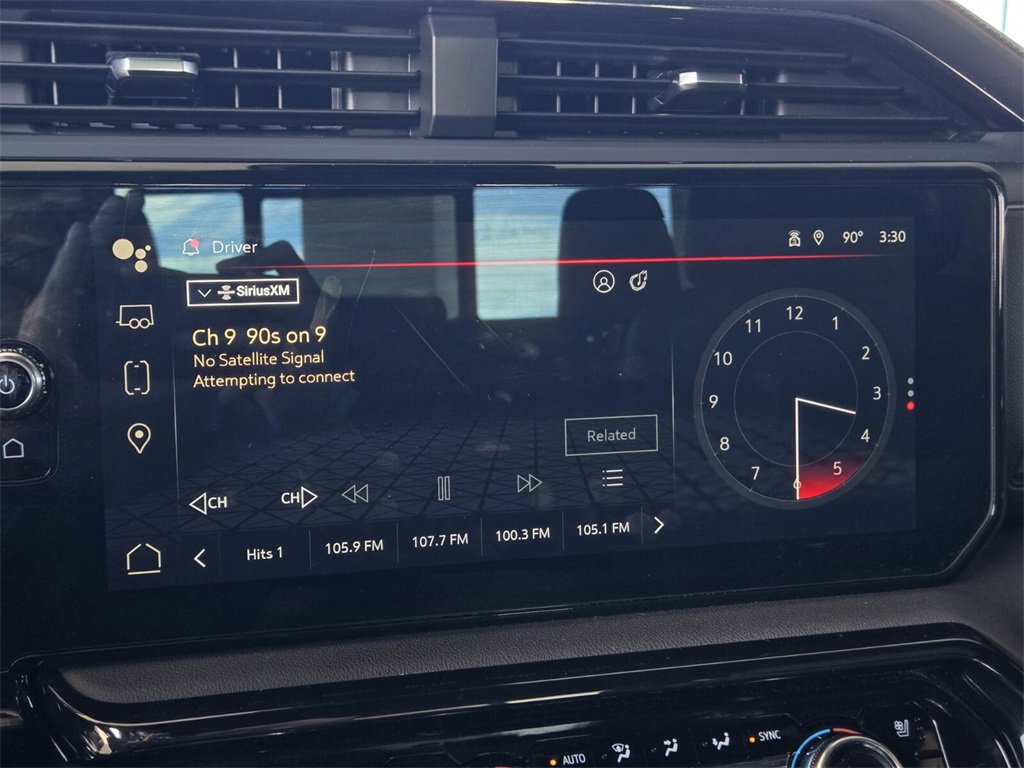 Driver
90° 3:30
SiriusXM
Ch 9 90s on 9
No Satellite Signal
Attempting to connect
Related
CH CH
Hits 1 105.9 FM 107.7 FM 100.3 FM 105.1 FM
12
1
2
3
4
5
6
7
8
9
10
11
AUTO SYNC